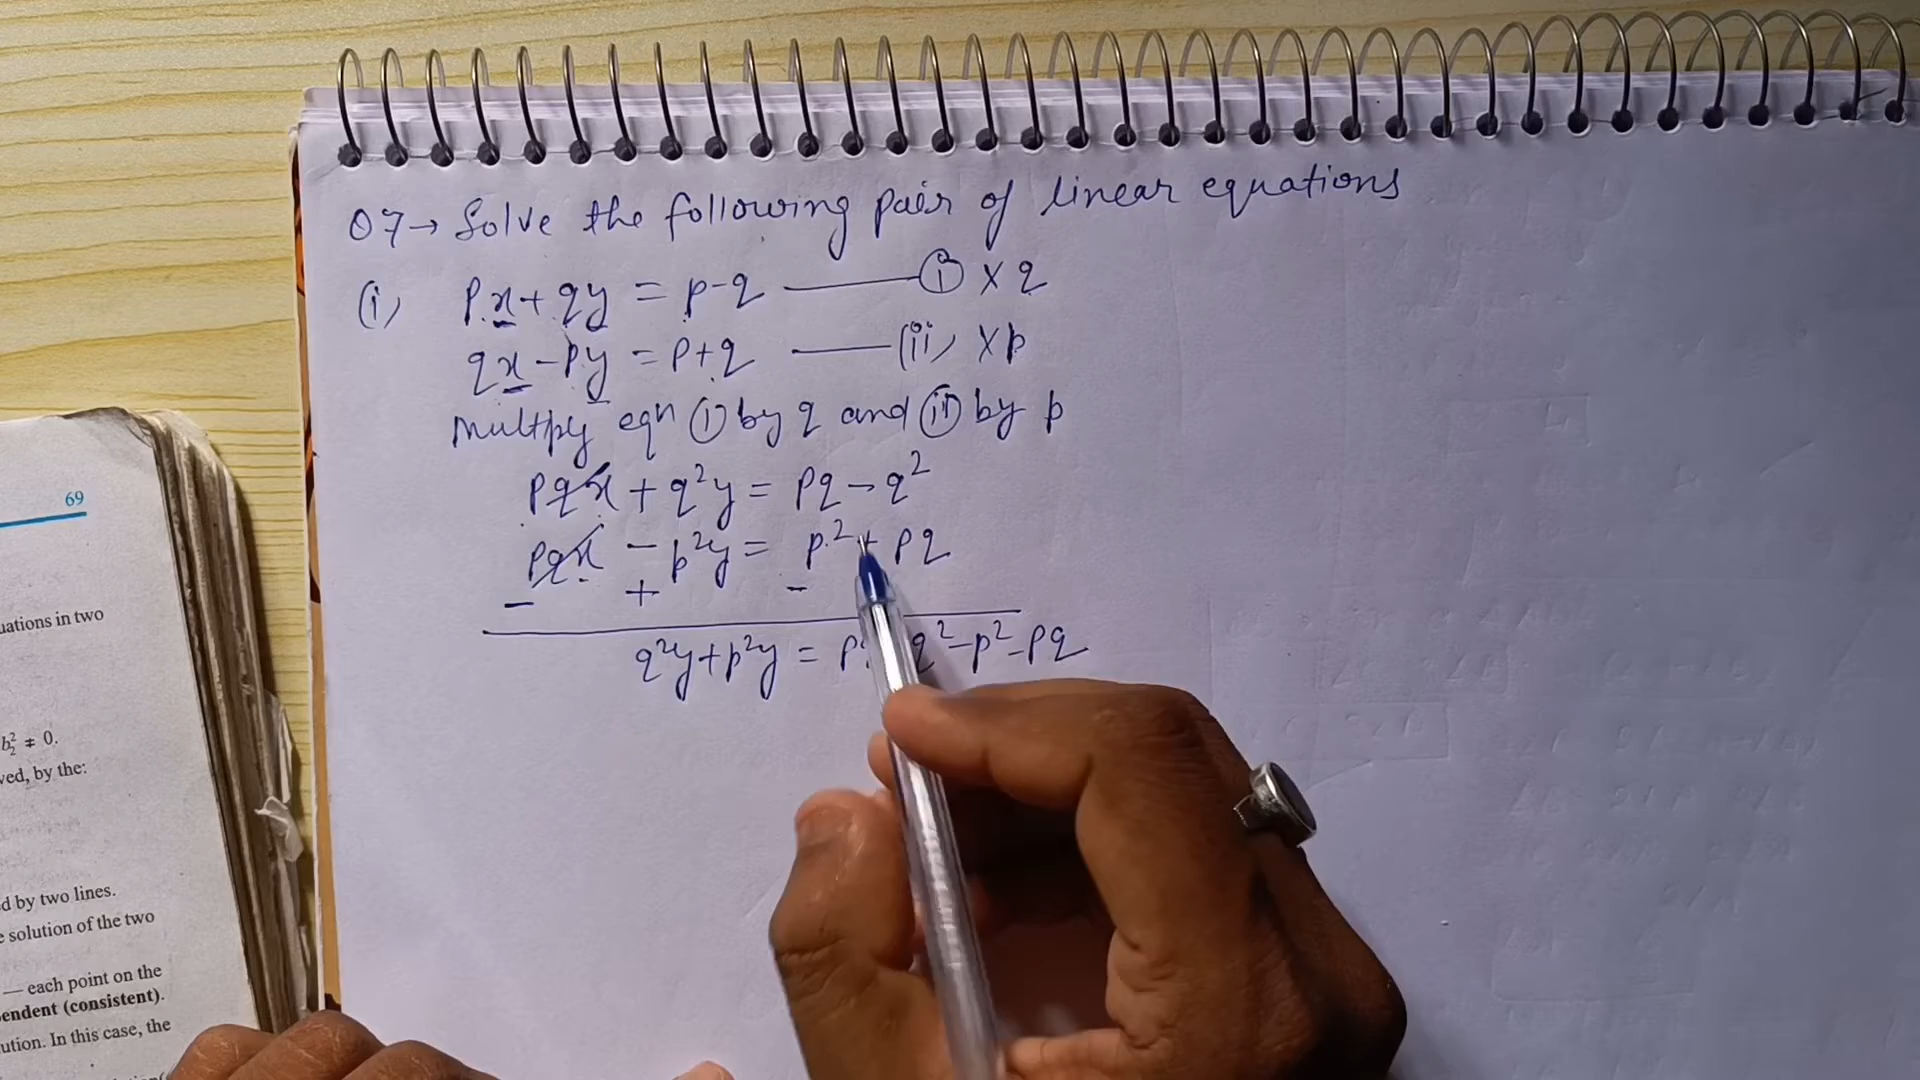 Q7→ Solve the following pair of linear equations
(i) px + qy = p-q —— (i) × q
qx - py = p+q —— (ii) × p
Multply eqn (i) by q and (ii) by p
pqx + q²y = pq - q²
pqx - p²y = p² + pq
- + -
q²y + p²y = q² - p² - pq
69
uations in two
b₂² ≠ 0.
ved, by the:
d by two lines.
e solution of the two
— each point on the
endent (consistent).
ution. In this case, the